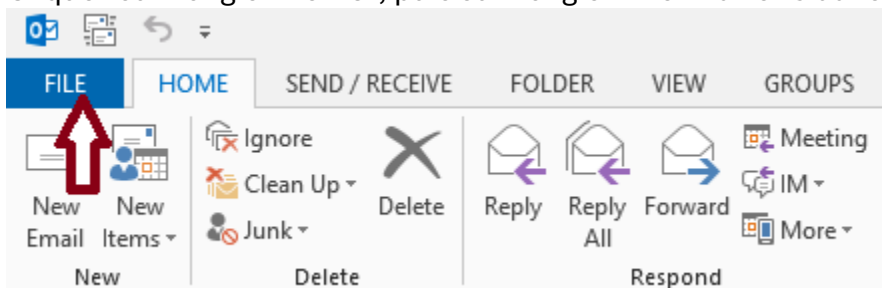 FILE HOME SEND / RECEIVE FOLDER VIEW GROUPS
New Email
New Items
New
Ignore
Clean Up
Junk
Delete
Delete
Reply
Reply All
Forward
Meeting
IM
More
Respond